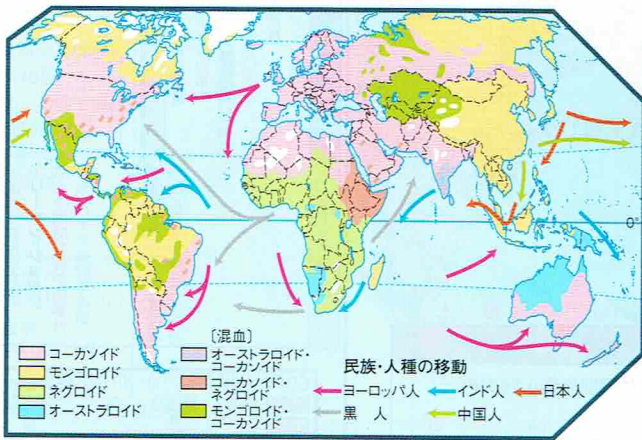 0°
コーカソイド
モンゴロイド
ネグロイド
オーストラロイド
〔混血〕
オーストラロイド・
コーカソイド
コーカソイド・
ネグロイド
モンゴロイド・
コーカソイド
民族・人種の移動
ヨーロッパ人
インド人
日本人
黒　人
中国人